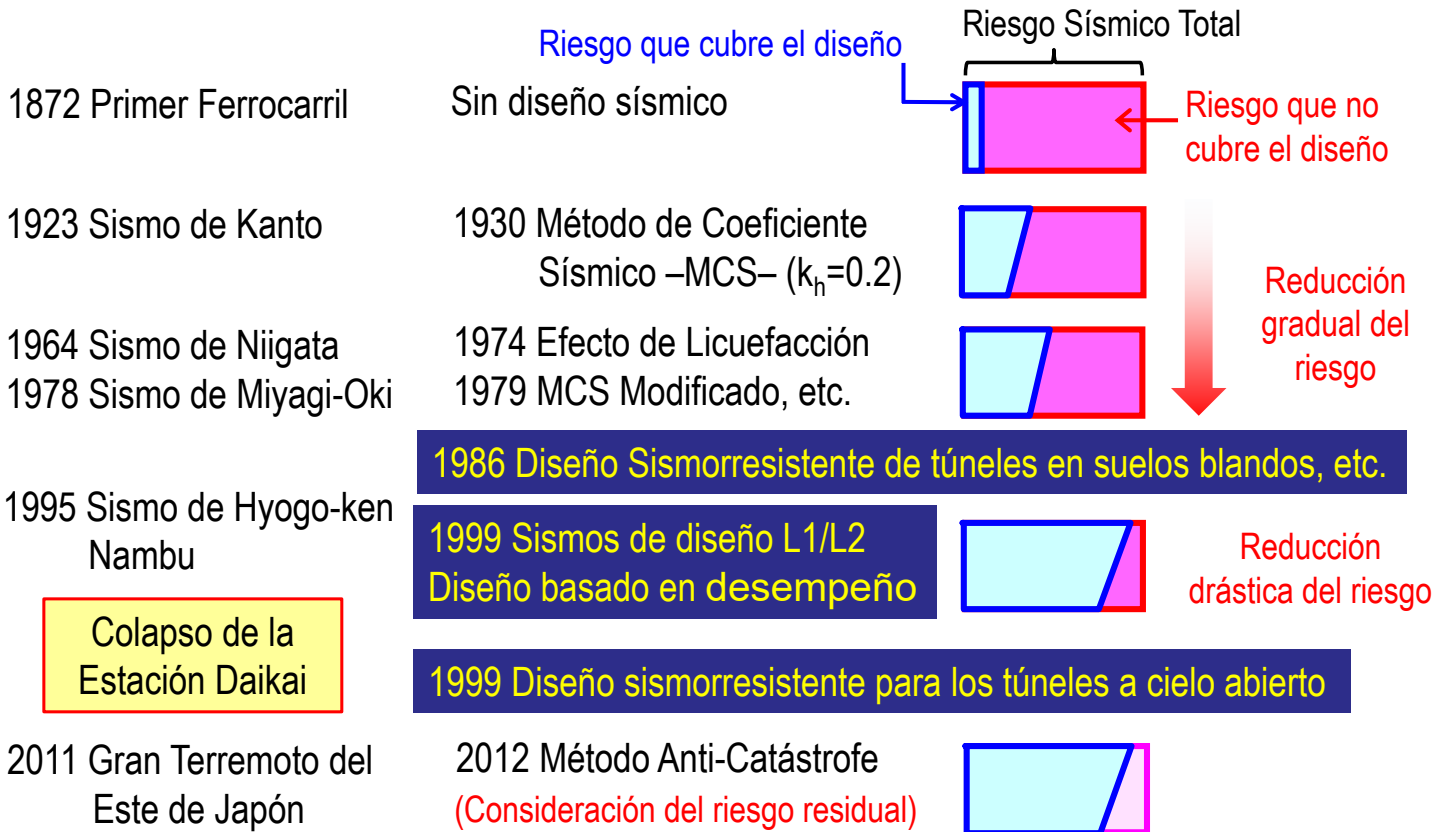 Riesgo que cubre el diseño
Riesgo Sísmico Total
1872 Primer Ferrocarril
Sin diseño sísmico
Riesgo que no
cubre el diseño
1923 Sismo de Kanto
1930 Método de Coeficiente
Sísmico –MCS– (kh=0.2)
Reducción
gradual del
riesgo
1964 Sismo de Niigata
1978 Sismo de Miyagi-Oki
1974 Efecto de Licuefacción
1979 MCS Modificado, etc.
1986 Diseño Sismorresistente de túneles en suelos blandos, etc.
1995 Sismo de Hyogo-ken
Nambu
1999 Sismos de diseño L1/L2
Diseño basado en desempeño
Reducción
drástica del riesgo
Colapso de la
Estación Daikai
1999 Diseño sismorresistente para los túneles a cielo abierto
2011 Gran Terremoto del
Este de Japón
2012 Método Anti-Catástrofe
(Consideración del riesgo residual)